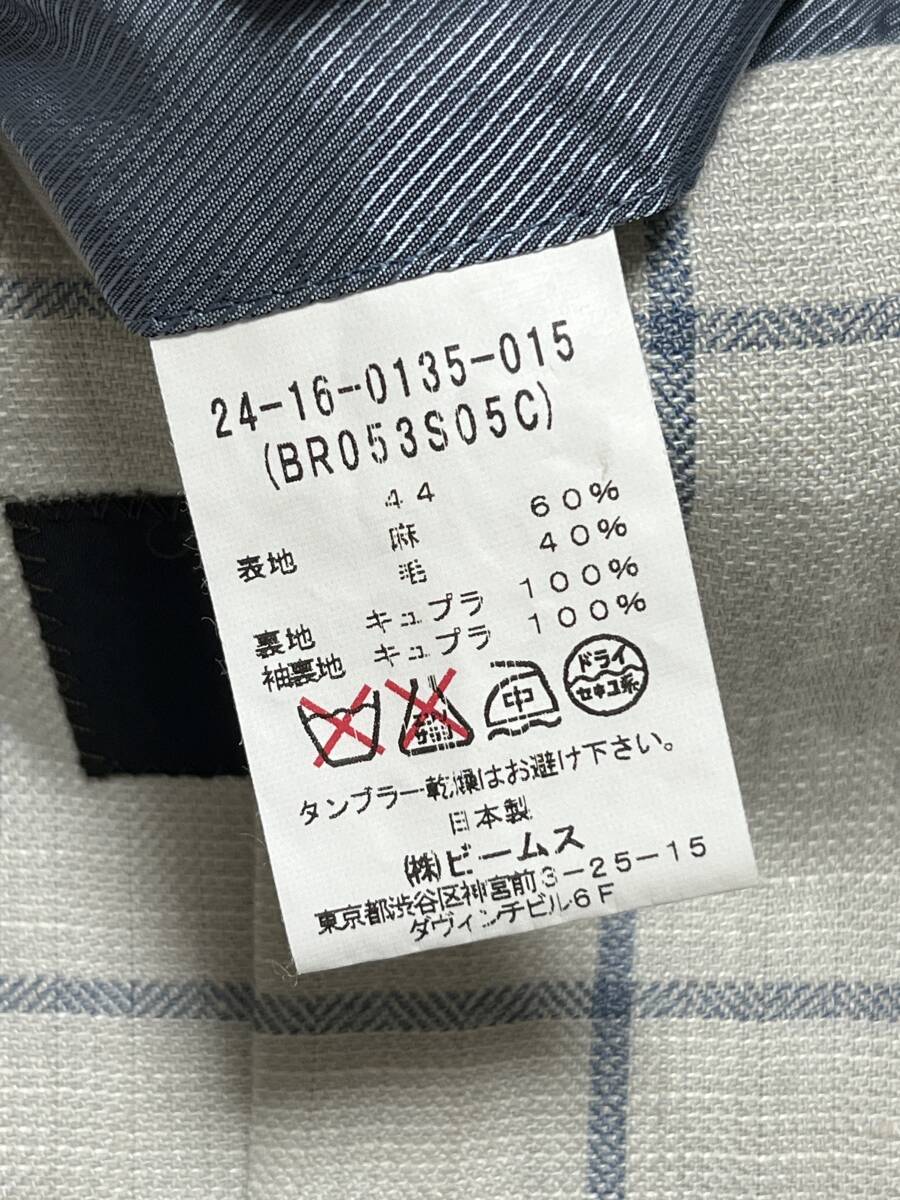 24-16-0135-015
(BR053S05C)
44
表地 麻 60%
毛 40%
裏地 キュプラ 100%
袖裏地 キュプラ 100%
中
ドライ
セキユ系
タンブラー乾燥はお避け下さい。
日本製
(株)ビームス
東京都渋谷区神宮前3-25-15
ダヴィンチビル6F